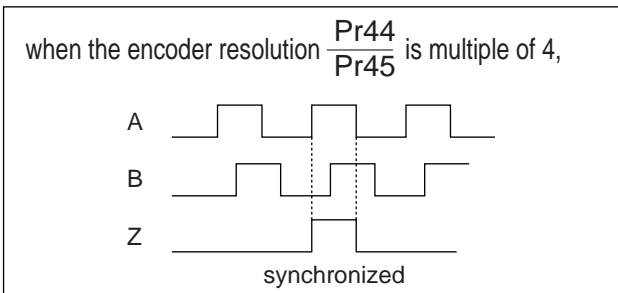 when the encoder resolution Pr44/Pr45 is multiple of 4,
A
B
Z
synchronized